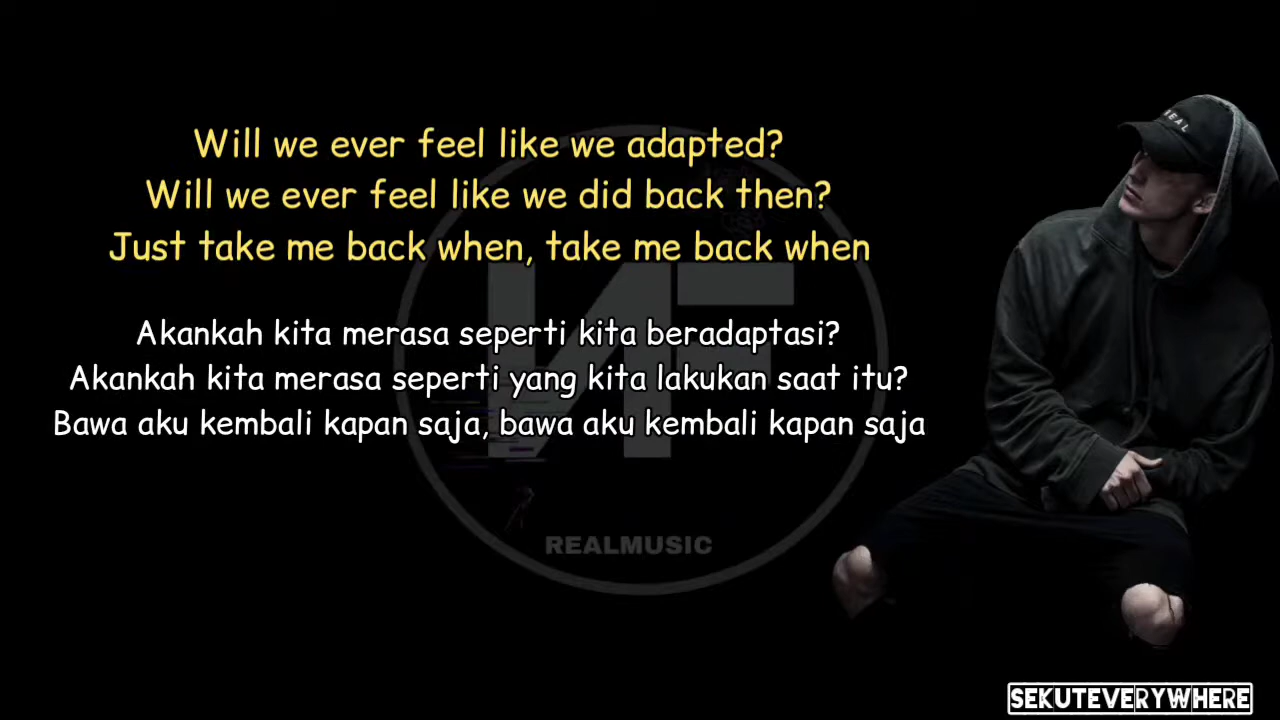 Will we ever feel like we adapted?
Will we ever feel like we did back then?
Just take me back when, take me back when
Akankah kita merasa seperti kita beradaptasi?
Akankah kita merasa seperti yang kita lakukan saat itu?
Bawa aku kembali kapan saja, bawa aku kembali kapan saja
REAL
NF
REALMUSIC
SEKUTEVERYWHERE